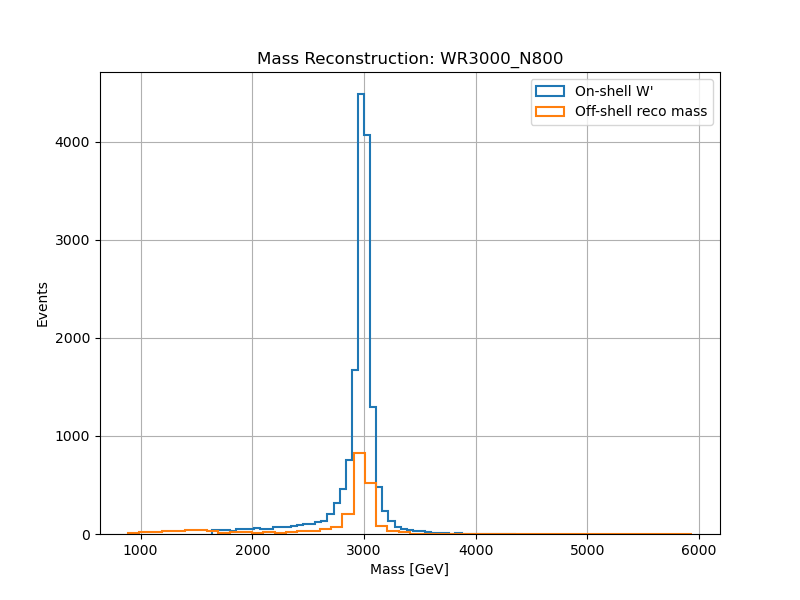 Mass Reconstruction: WR3000_N800
On-shell W'
Off-shell reco mass
Events
4000
3000
2000
1000
0
1000 2000 3000 4000 5000 6000
Mass [GeV]